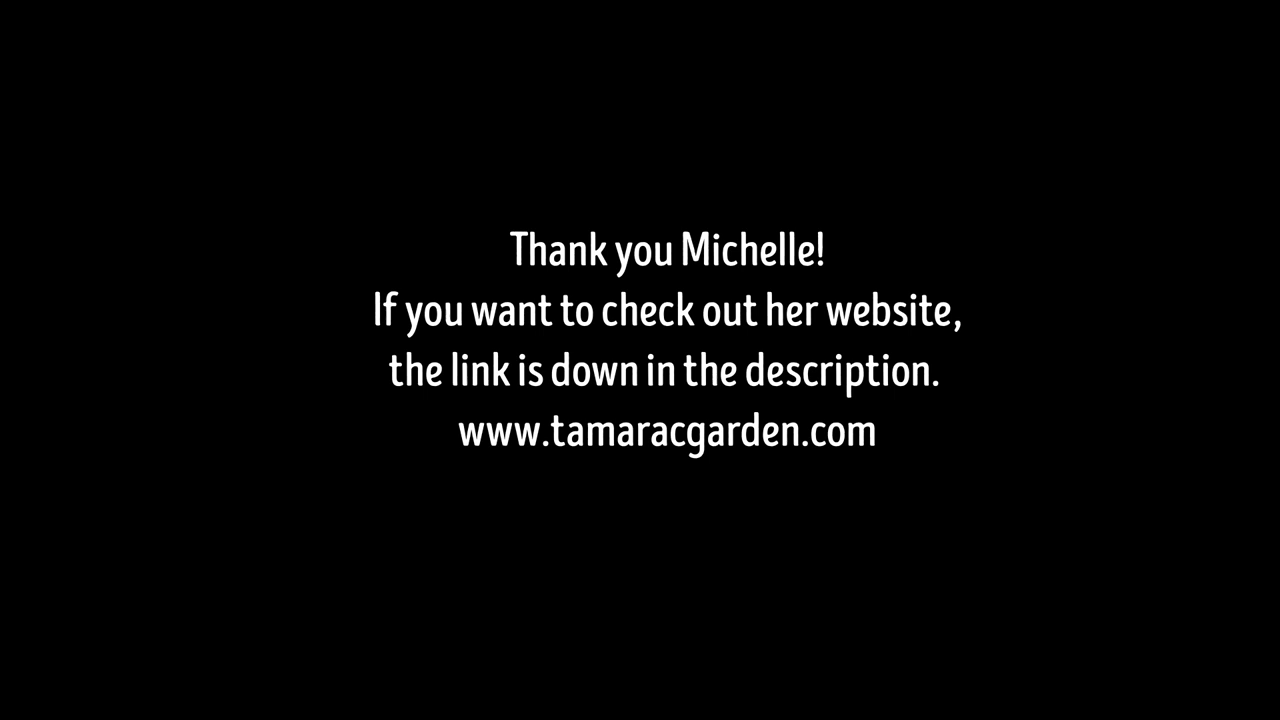 Thank you Michelle!
If you want to check out her website,
the link is down in the description.
www.tamaracgarden.com